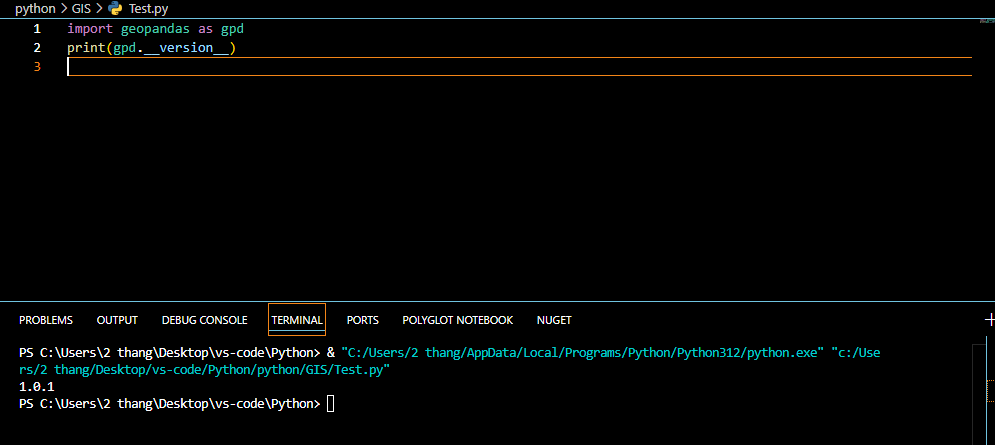 python > GIS > Test.py
1 import geopandas as gpd
2 print(gpd.__version__)
3
PROBLEMS OUTPUT DEBUG CONSOLE TERMINAL PORTS POLYGLOT NOTEBOOK NUGET
PS C:\Users\2 thang\Desktop\vs-code\Python> & "C:/Users/2 thang/AppData/Local/Programs/Python/Python312/python.exe" "c:/Use
rs/2 thang/Desktop/vs-code/Python/python/GIS/Test.py"
1.0.1
PS C:\Users\2 thang\Desktop\vs-code\Python>